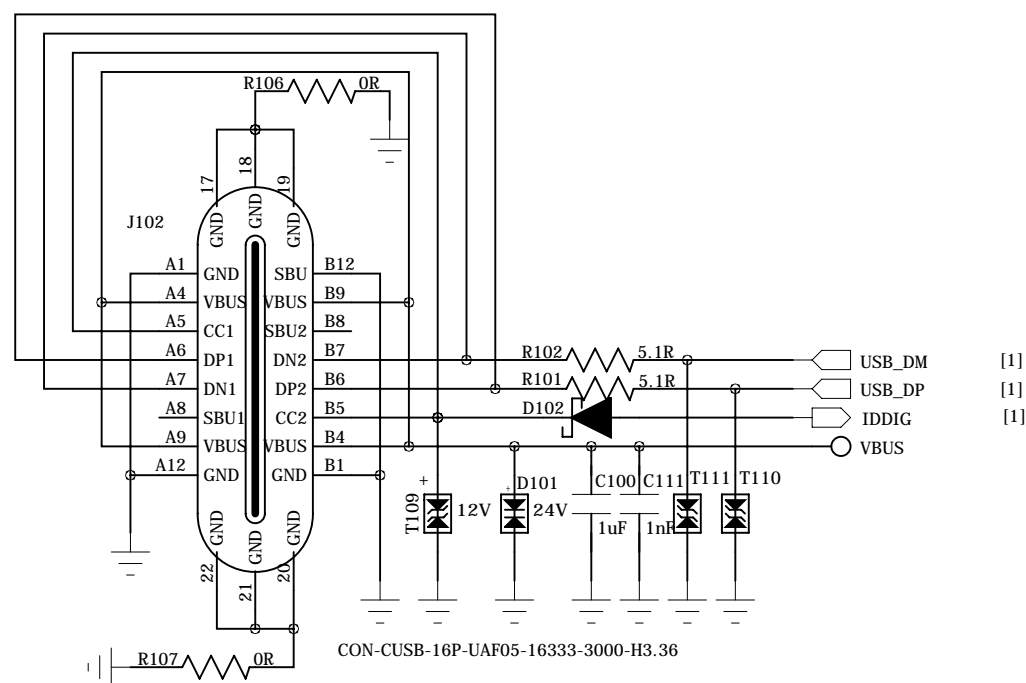 R106 0R
17 18 19
GND GND GND
J102
A1 GND SBU B12
A4 VBUS VBUS B9
A5 CC1 SBU2 B8
A6 DP1 DN2 B7 R102 5.1R USB_DM [1]
A7 DN1 DP2 B6 R101 5.1R USB_DP [1]
A8 SBU1 CC2 B5 D102 IDDIG [1]
A9 VBUS VBUS B4 VBUS
A12 GND GND B1
+ T109 12V + D101 24V C100 1uF C111 1nF T111 T110
GND GND GND
22 21 20
R107 0R
CON-CUSB-16P-UAF05-16333-3000-H3.36